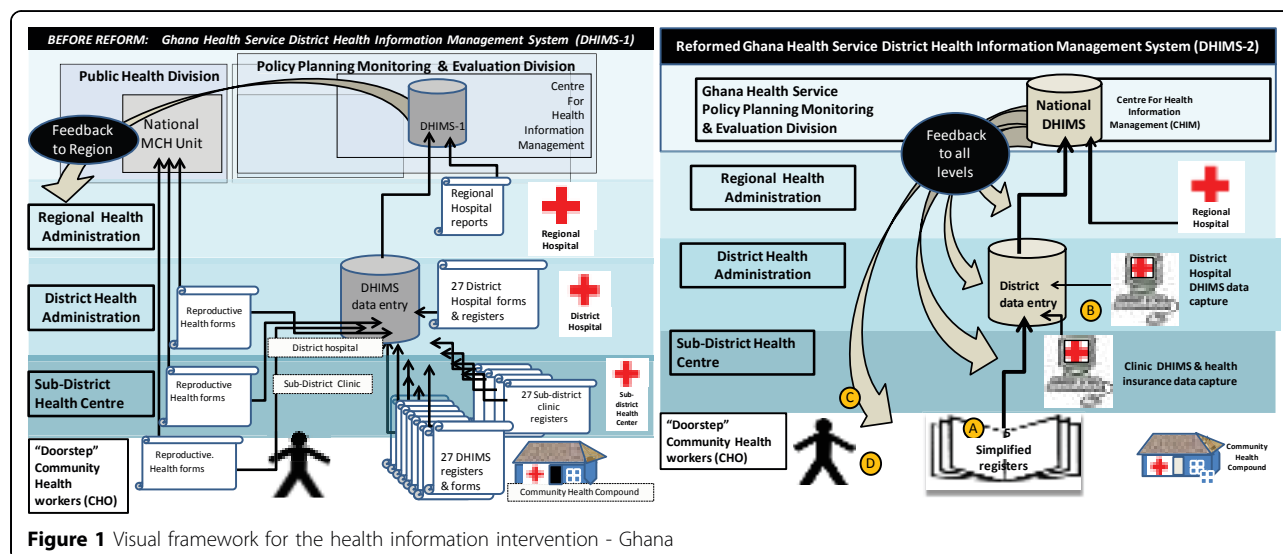 BEFORE REFORM: Ghana Health Service District Health Information Management System (DHIMS-1)
Public Health Division
Policy Planning Monitoring & Evaluation Division
Centre
For
Health
Information
Management
DHIMS-1
National
MCH Unit
Feedback
to Region
Regional Health
Administration
Regional
Hospital
reports
Regional
Hospital
District Health
Administration
Reproductive
Health forms
DHIMS
data entry
27 District
Hospital forms
& registers
District
Hospital
District hospital
Sub-District
Health Centre
Reproductive
Health forms
Sub-District Clinic
27 Sub-district
clinic
registers
Sub-
district
Health
Center
"Doorstep"
Community
Health
workers (CHO)
Reproductive.
Health forms
27 DHIMS
registers
& forms
Community Health Compound
Reformed Ghana Health Service District Health Information Management System (DHIMS-2)
Ghana Health Service
Policy Planning Monitoring
& Evaluation Division
National
DHIMS
Centre For Health
Information
Management (CHIM)
Feedback
to all
levels
Regional Health
Administration
Regional
Hospital
District Health
Administration
District
data entry
District
Hospital
DHIMS data
capture
B
Sub-District Health
Centre
Clinic DHIMS & health
insurance data capture
C
"Doorstep"
Community Health
workers (CHO)
D
A
Simplified
registers
Community
Health
Compound
Figure 1 Visual framework for the health information intervention - Ghana